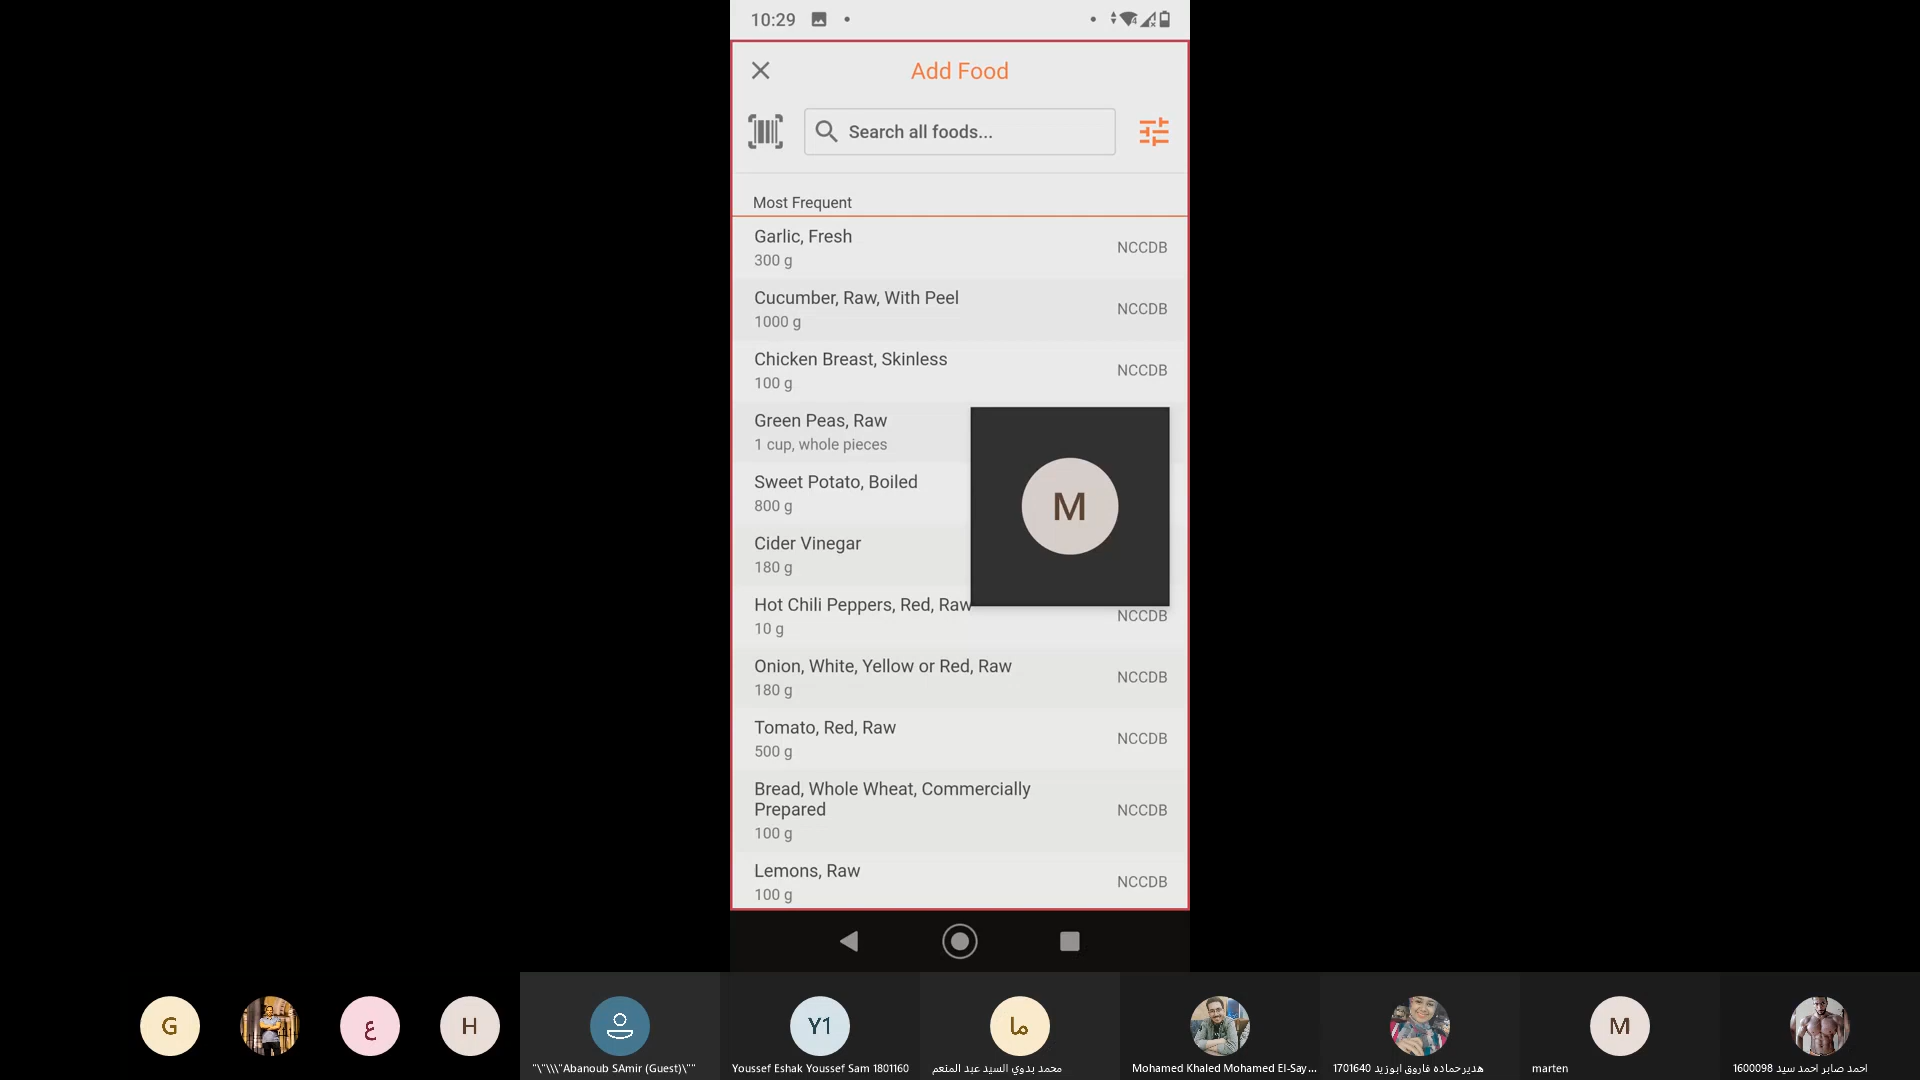 10:29
Add Food
Search all foods...
Most Frequent
Garlic, Fresh
300 g
NCCDB
Cucumber, Raw, With Peel
1000 g
NCCDB
Chicken Breast, Skinless
100 g
NCCDB
Green Peas, Raw
1 cup, whole pieces
Sweet Potato, Boiled
800 g
M
Cider Vinegar
180 g
Hot Chili Peppers, Red, Raw
10 g
NCCDB
Onion, White, Yellow or Red, Raw
180 g
NCCDB
Tomato, Red, Raw
500 g
NCCDB
Bread, Whole Wheat, Commercially
Prepared
100 g
NCCDB
Lemons, Raw
100 g
NCCDB
G
ع
H
"\"\\\"Abanoub SAmir (Guest)\""
Y1
Youssef Eshak Youssef Sam 1801160
ما
محمد بدوي السيد عبد المنعم
Mohamed Khaled Mohamed El-Say...
هديرحماده فاروق ابوزيد 1701640
M
marten
احمد صابر احمد سيد 1600098